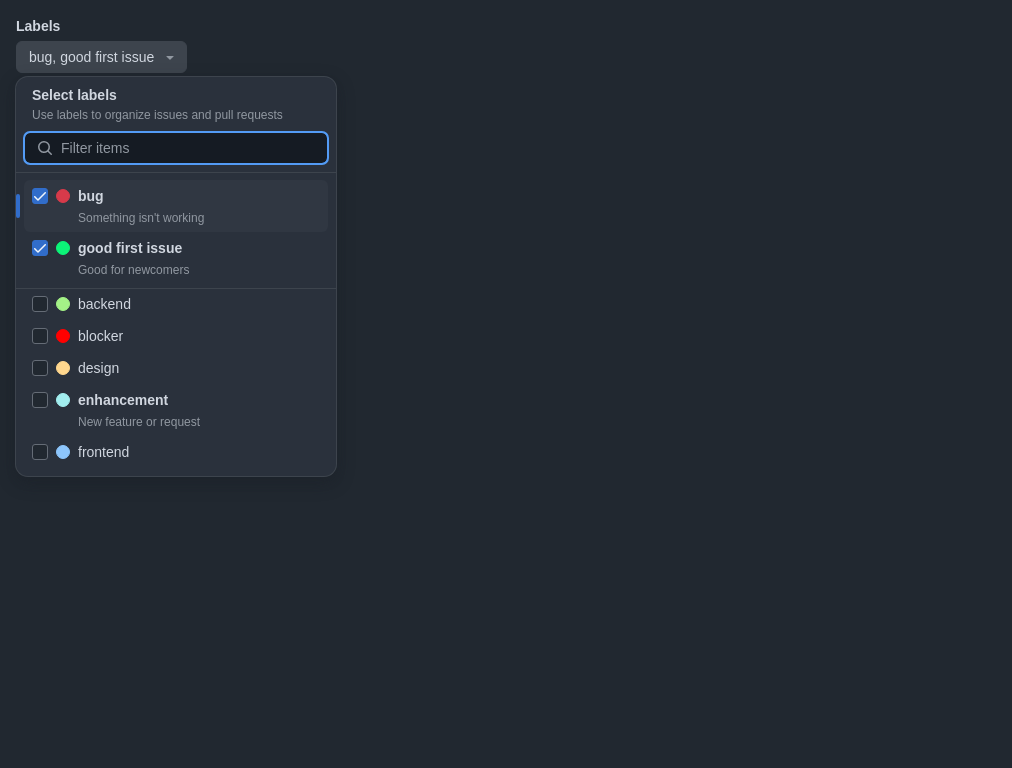 Labels
bug, good first issue
Select labels
Use labels to organize issues and pull requests
Filter items
bug
Something isn't working
good first issue
Good for newcomers
backend
blocker
design
enhancement
New feature or request
frontend